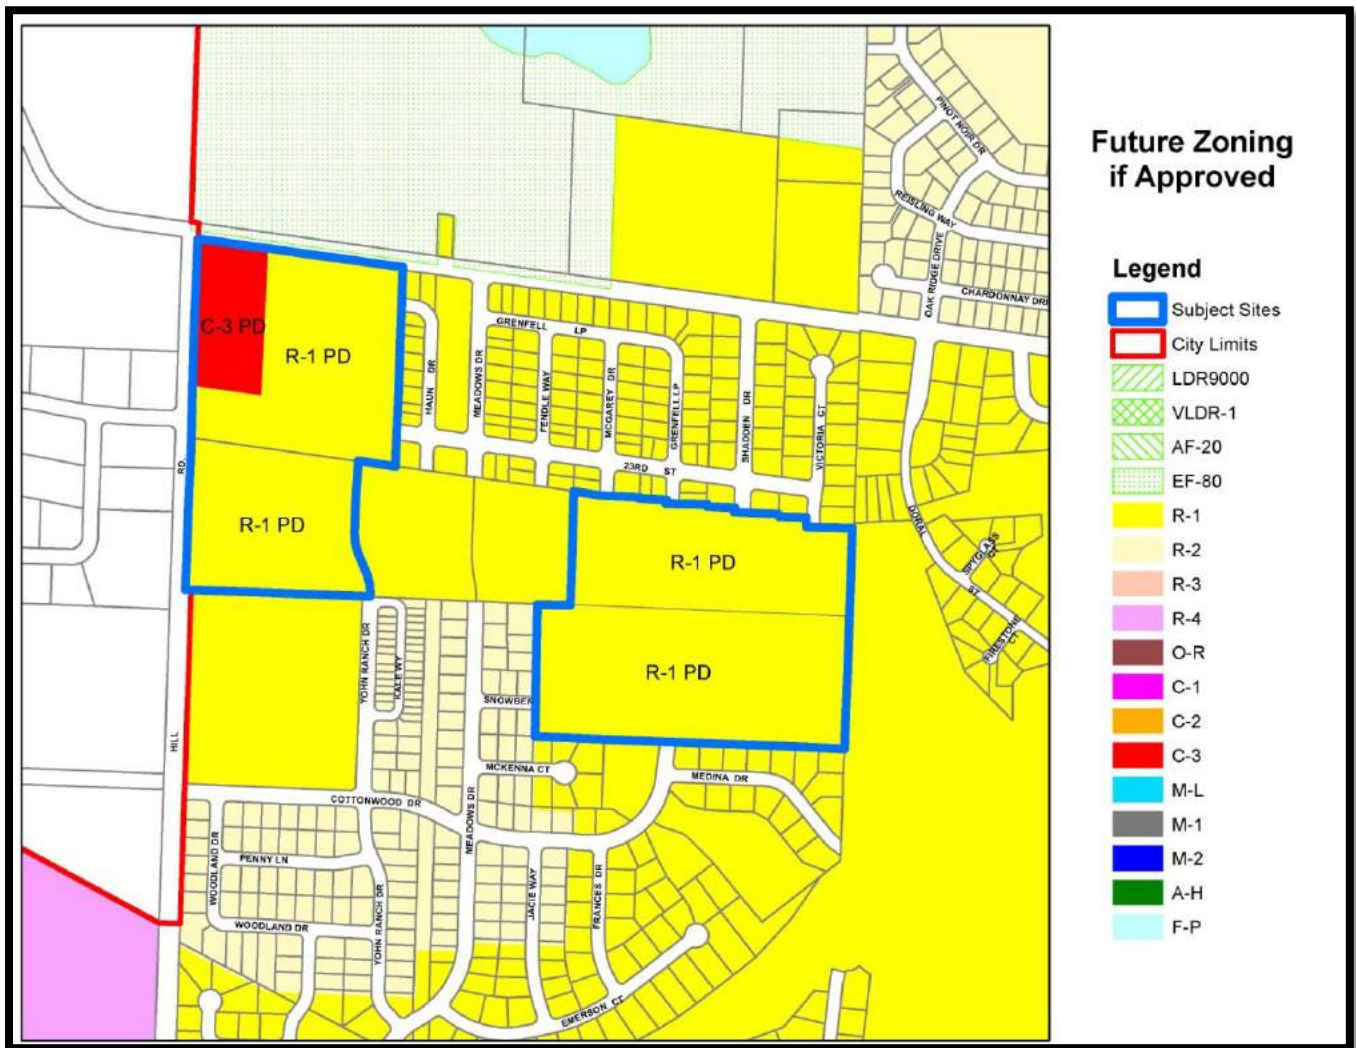 Future Zoning
if Approved
Legend
Subject Sites
City Limits
LDR9000
VLDR-1
AF-20
EF-80
R-1
R-2
R-3
R-4
O-R
C-1
C-2
C-3
M-L
M-1
M-2
A-H
F-P
PINOT NOIR DR
REISLING WAY
OAK RIDGE DRIVE
CHARDONNAY DRI
C-3 PD
R-1 PD
HAUN DR
MEADOWS DR
GRENFELL LP
FENDLE WAY
MCGAREY DR
GRENFELL LP
SHADDEN DR
VICTORIA CT
23RD ST
RD.
R-1 PD
R-1 PD
DORAL ST
SPYGLASS CT
FIRESTONE CT
R-1 PD
YOHN RANCH DR
KALE WY
SNOWBER
HILL
MCKENNA CT
MEDINA DR
COTTONWOOD DR
MEADOWS DR
WOODLAND DR
PENNY LN
JACIE WAY
FRANCES DR
WOODLAND DR
YOHN RANCH DR
EMERSON CT